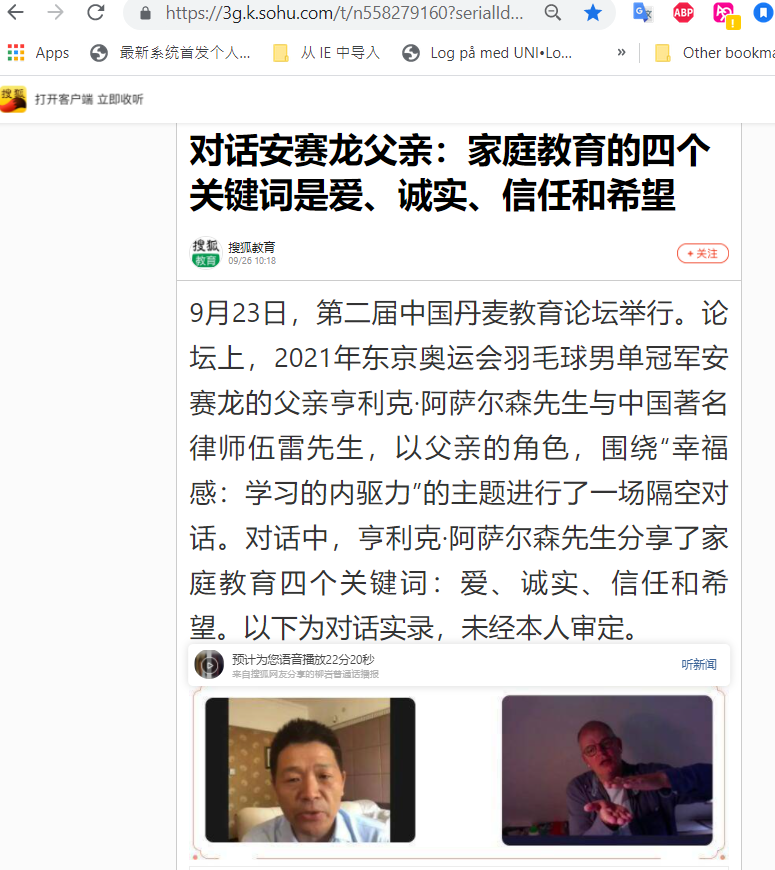 https://3g.k.sohu.com/t/n558279160?serialId...
ABP
Apps 最新系统首发个人... 从 IE 中导入 Log på med UNI•Lo... » Other bookma
搜狐 打开客户端 立即收听
对话安赛龙父亲：家庭教育的四个
关键词是爱、诚实、信任和希望
搜狐
教育
搜狐教育
09/26 10:18
+ 关注
9月23日，第二届中国丹麦教育论坛举行。论
坛上，2021年东京奥运会羽毛球男单冠军安
赛龙的父亲亨利克·阿萨尔森先生与中国著名
律师伍雷先生，以父亲的角色，围绕“幸福
感：学习的内驱力”的主题进行了一场隔空对
话。对话中，亨利克·阿萨尔森先生分享了家
庭教育四个关键词：爱、诚实、信任和希
望。以下为对话实录，未经本人审定。
预计为您语音播放22分20秒
来自搜狐网友分享的柳岩普通话播报
听新闻